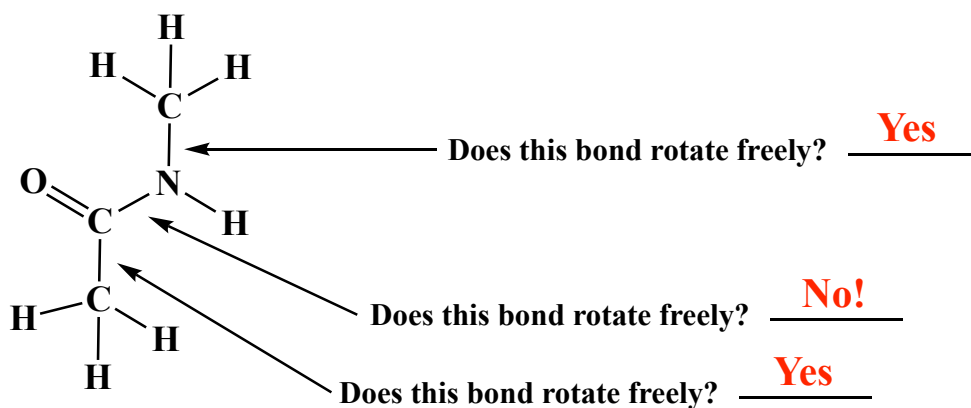 H
H H
C
Does this bond rotate freely? Yes
O N
C H
C
H H
H
Does this bond rotate freely? No!
Does this bond rotate freely? Yes